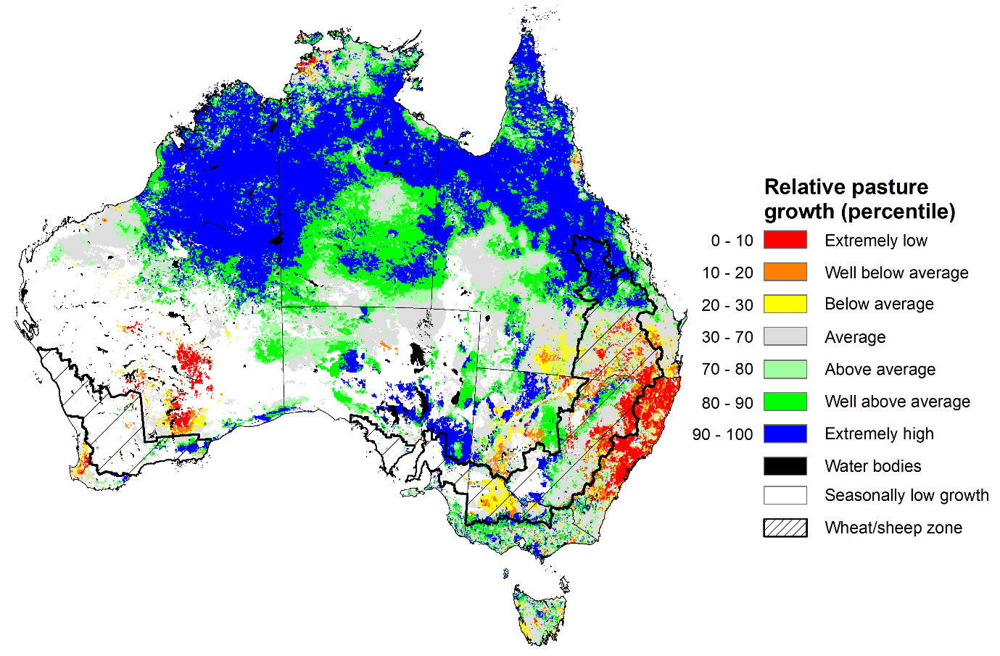 Relative pasture
growth (percentile)
0 - 10 Extremely low
10 - 20 Well below average
20 - 30 Below average
30 - 70 Average
70 - 80 Above average
80 - 90 Well above average
90 - 100 Extremely high
Water bodies
Seasonally low growth
Wheat/sheep zone